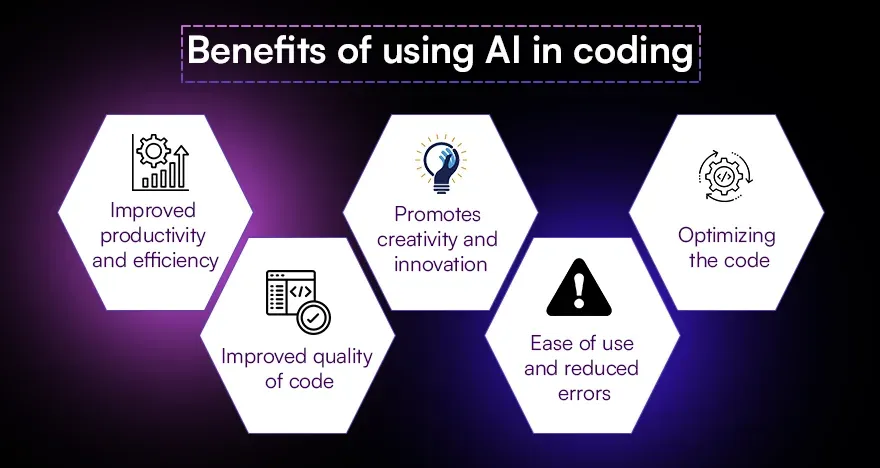 Benefits of using AI in coding
Improved
productivity
and efficiency
Improved quality
of code
Promotes
creativity and
innovation
Ease of use
and reduced
errors
Optimizing
the code